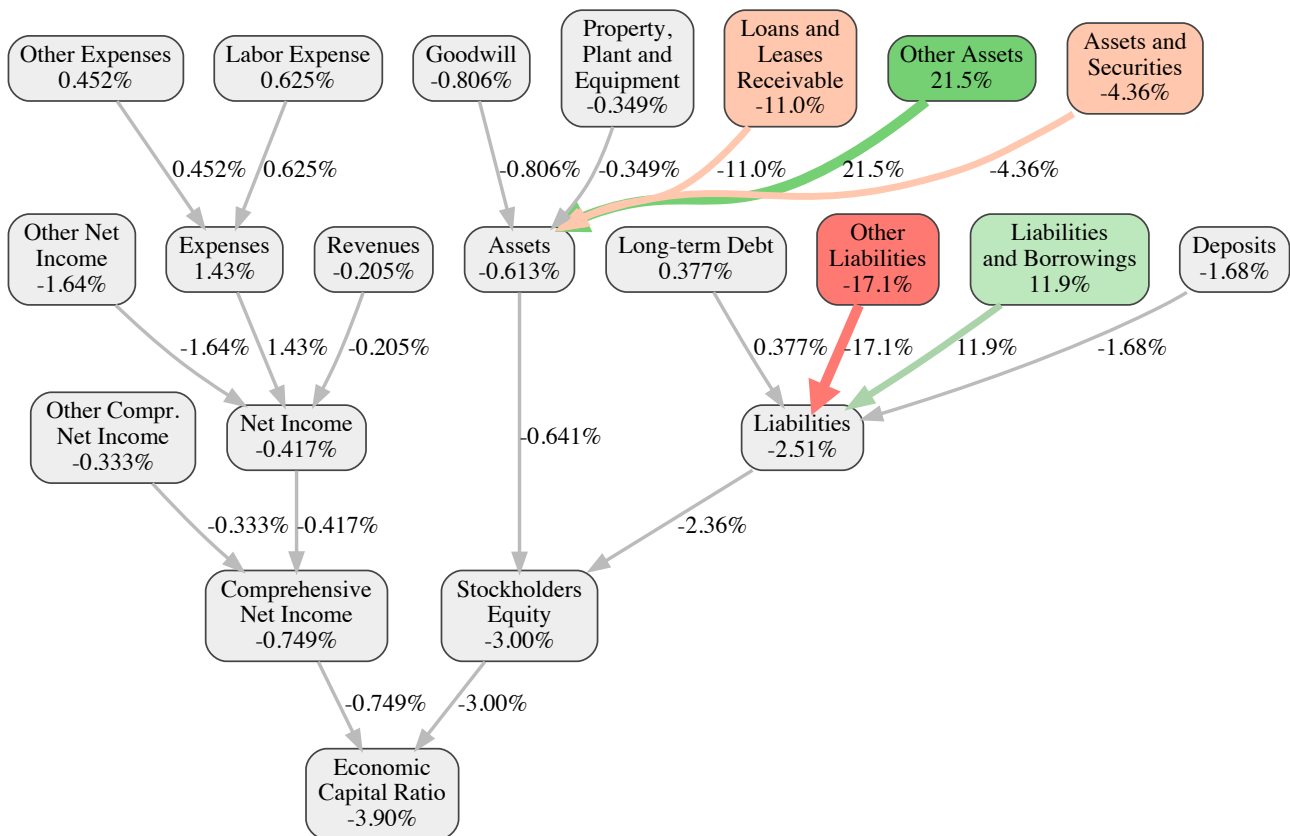 Other Expenses
0.452%
Labor Expense
0.625%
Goodwill
-0.806%
Property,
Plant and
Equipment
-0.349%
Loans and
Leases
Receivable
-11.0%
Other Assets
21.5%
Assets and
Securities
-4.36%
0.452%
0.625%
-0.806%
-0.349%
-11.0%
21.5%
-4.36%
Other Net
Income
-1.64%
Expenses
1.43%
Revenues
-0.205%
Assets
-0.613%
Long-term Debt
0.377%
Other
Liabilities
-17.1%
Liabilities
and Borrowings
11.9%
Deposits
-1.68%
-1.64%
1.43%
-0.205%
0.377%
-17.1%
11.9%
-1.68%
Other Compr.
Net Income
-0.333%
Net Income
-0.417%
-0.641%
Liabilities
-2.51%
-0.333%
-0.417%
-2.36%
Comprehensive
Net Income
-0.749%
Stockholders
Equity
-3.00%
-0.749%
-3.00%
Economic
Capital Ratio
-3.90%